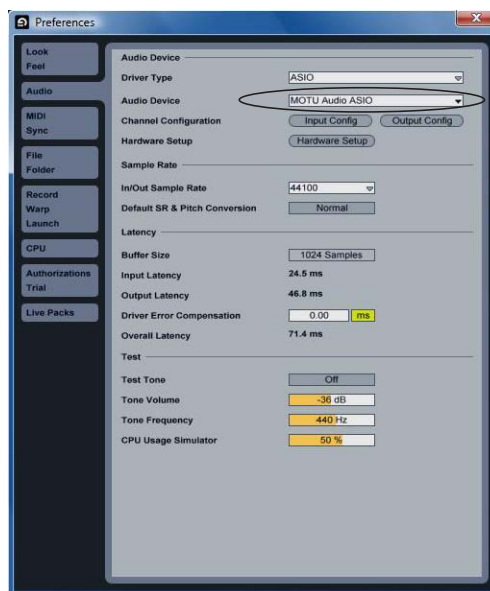 Preferences
Look
Feel
Audio
MIDI
Sync
File
Folder
Record
Warp
Launch
CPU
Authorizations
Trial
Live Packs
Audio Device
Driver Type ASIO
Audio Device MOTU Audio ASIO
Channel Configuration Input Config Output Config
Hardware Setup Hardware Setup
Sample Rate
In/Out Sample Rate 44100
Default SR & Pitch Conversion Normal
Latency
Buffer Size 1024 Samples
Input Latency 24.5 ms
Output Latency 46.8 ms
Driver Error Compensation 0.00 ms
Overall Latency 71.4 ms
Test
Test Tone Off
Tone Volume -36 dB
Tone Frequency 440 Hz
CPU Usage Simulator 50 %